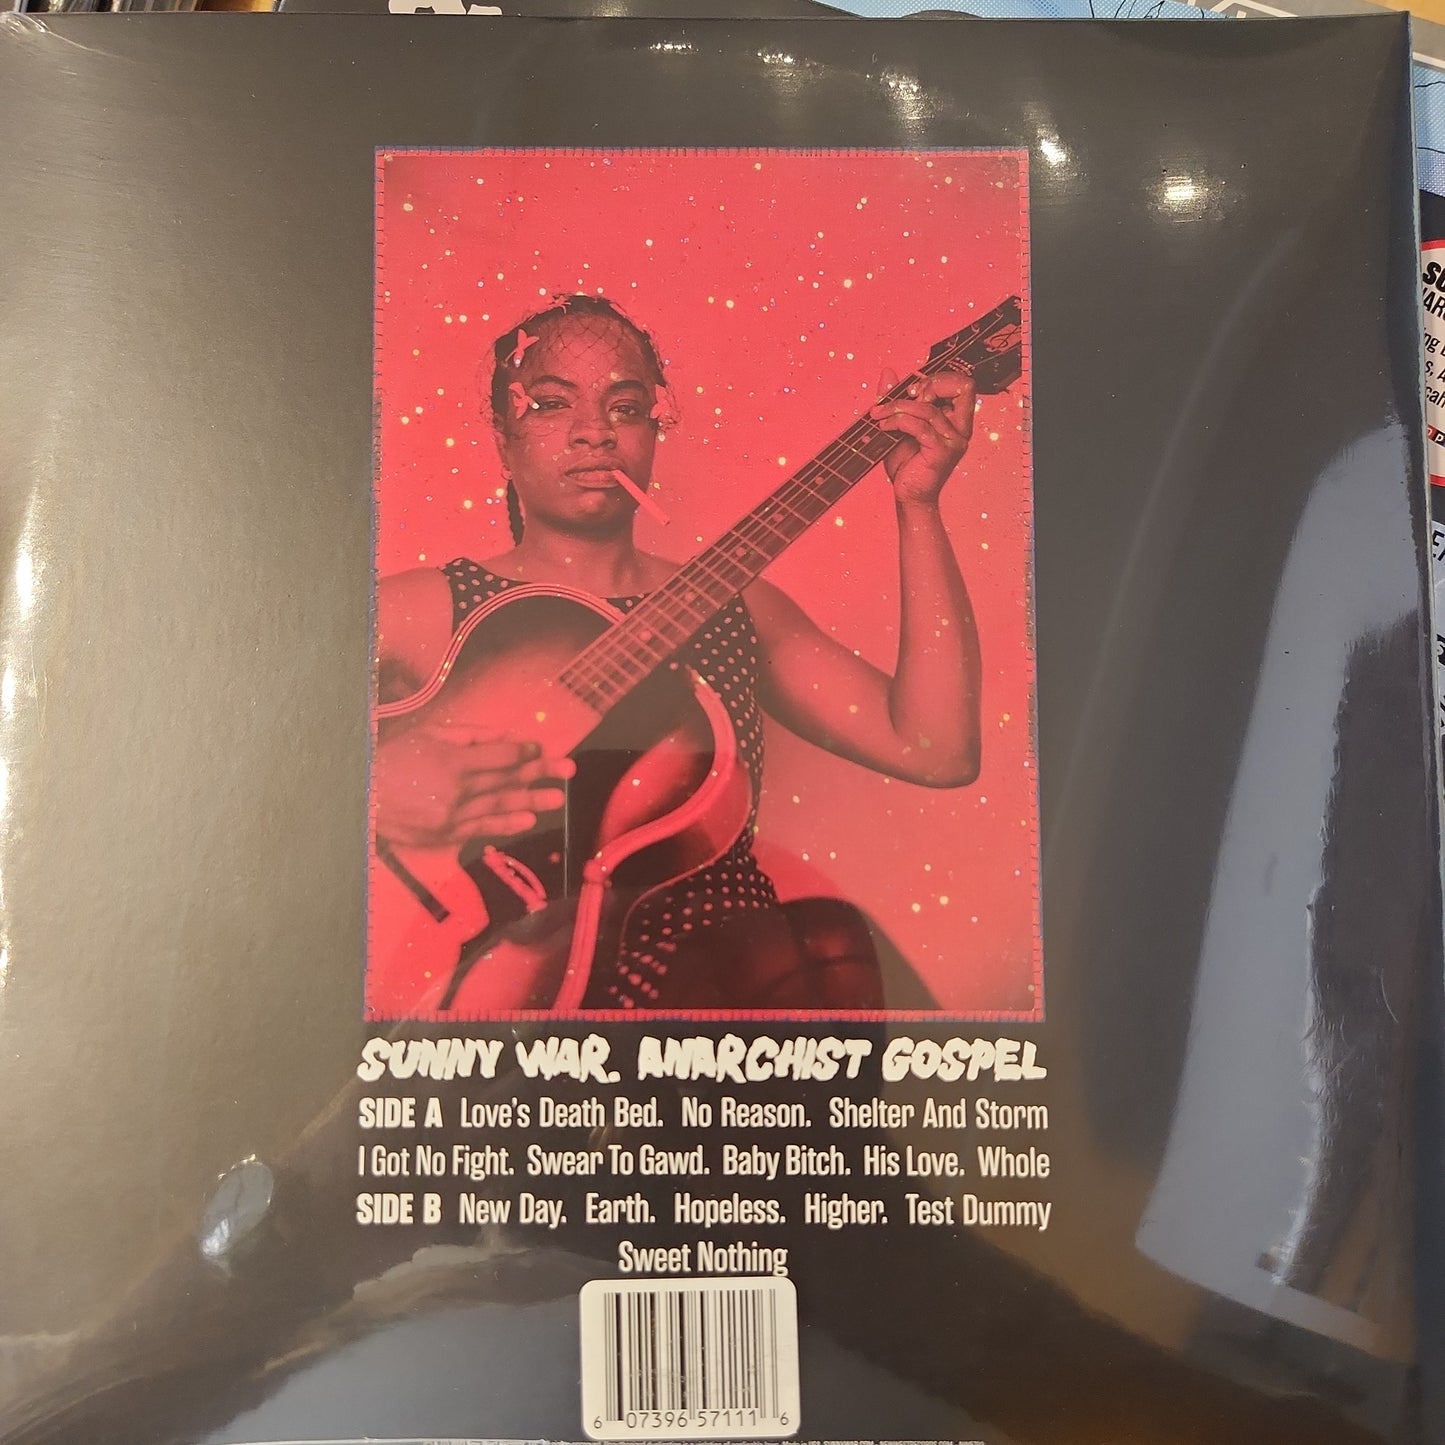 SUNNY WAR. ANARCHIST GOSPEL
SIDE A Love's Death Bed. No Reason. Shelter And Storm
I Got No Fight. Swear To Gawd. Baby Bitch. His Love. Whole
SIDE B New Day. Earth. Hopeless. Higher. Test Dummy
Sweet Nothing
6 07396 57111 6